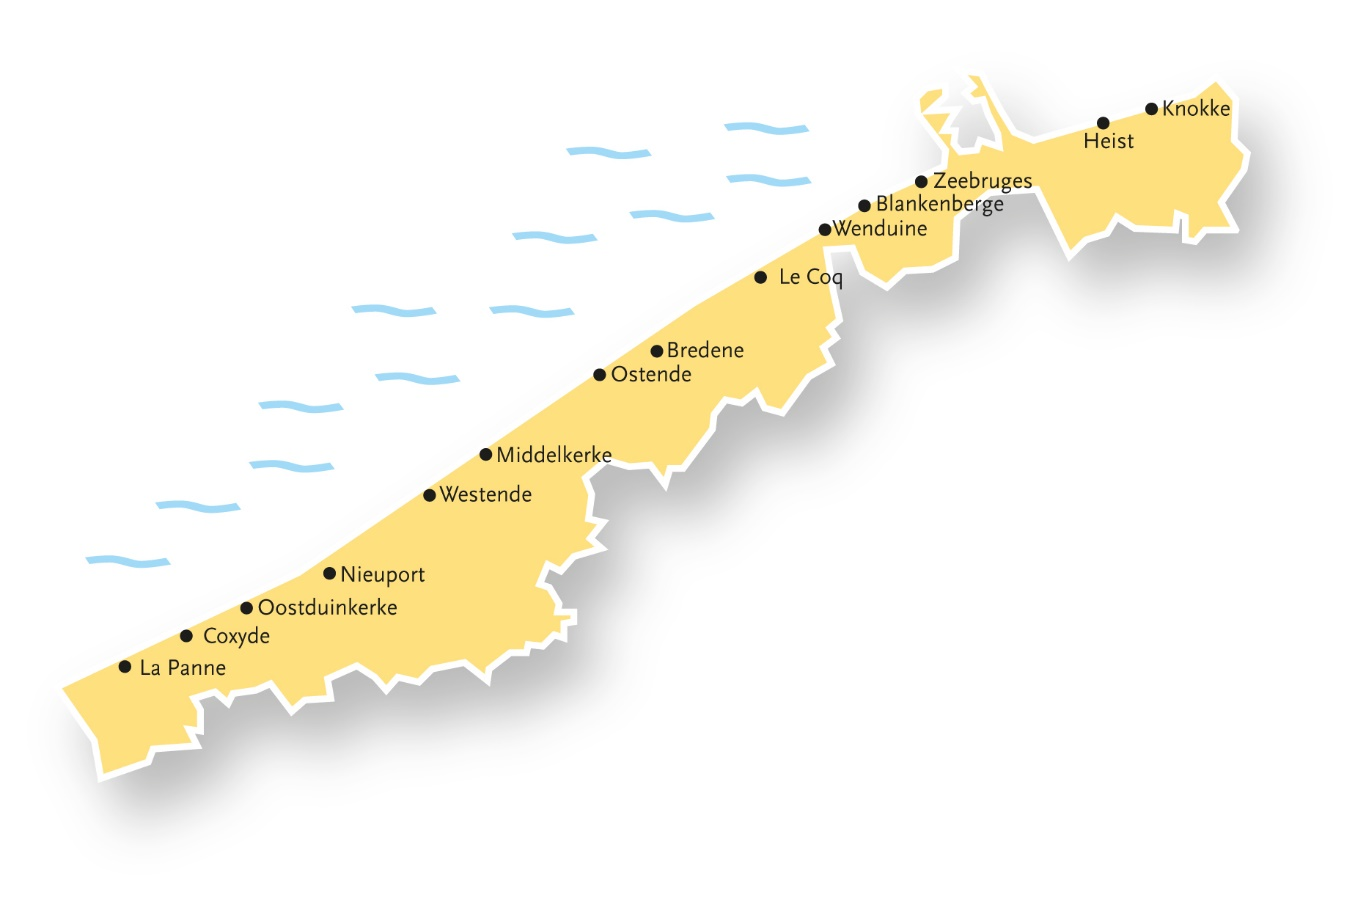 Knokke
Heist
Zeebruges
Blankenberge
Wenduine
Le Coq
Bredene
Ostende
Middelkerke
Westende
Nieuport
Oostduinkerke
Coxyde
La Panne